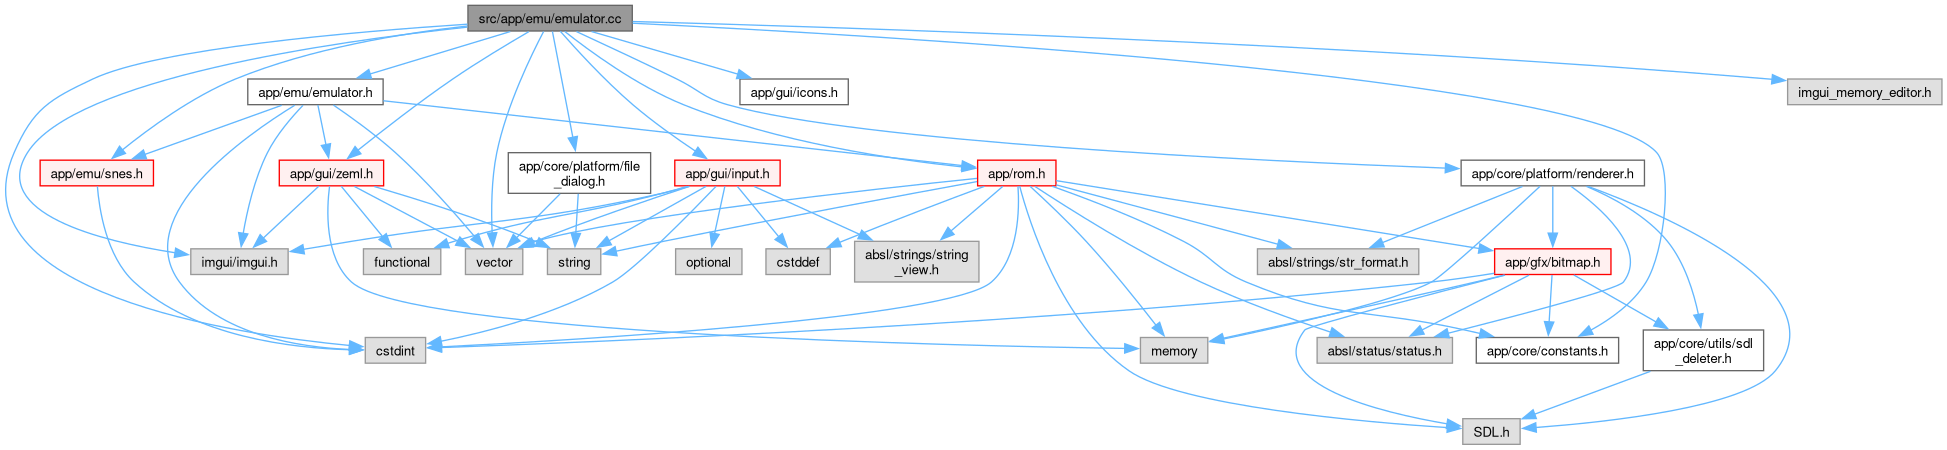 src/app/emu/emulator.cc
app/emu/emulator.h
app/gui/icons.h
imgui_memory_editor.h
app/emu/snes.h
app/gui/zeml.h
app/core/platform/file
_dialog.h
app/gui/input.h
app/rom.h
app/core/platform/renderer.h
imgui/imgui.h
functional
vector
string
optional
cstddef
absl/strings/string
_view.h
absl/strings/str_format.h
app/gfx/bitmap.h
cstdint
memory
absl/status/status.h
app/core/constants.h
app/core/utils/sdl
_deleter.h
SDL.h